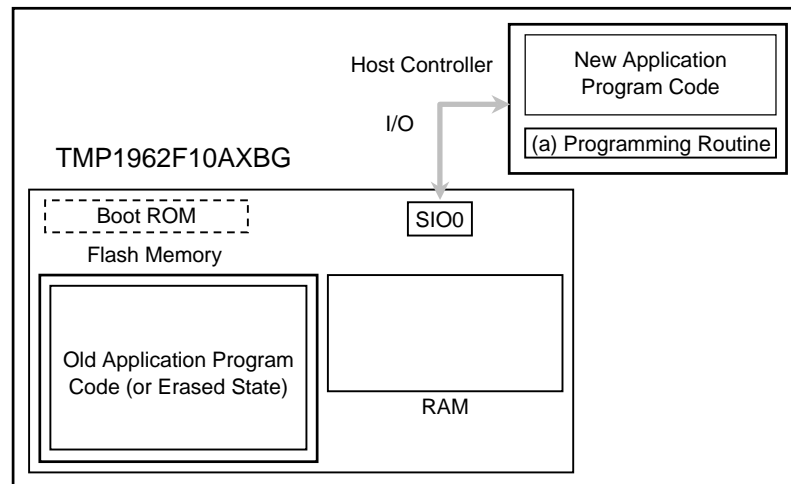 Host Controller
New Application
Program Code
I/O
(a) Programming Routine
TMP1962F10AXBG
Boot ROM
SIO0
Flash Memory
Old Application Program
Code (or Erased State)
RAM